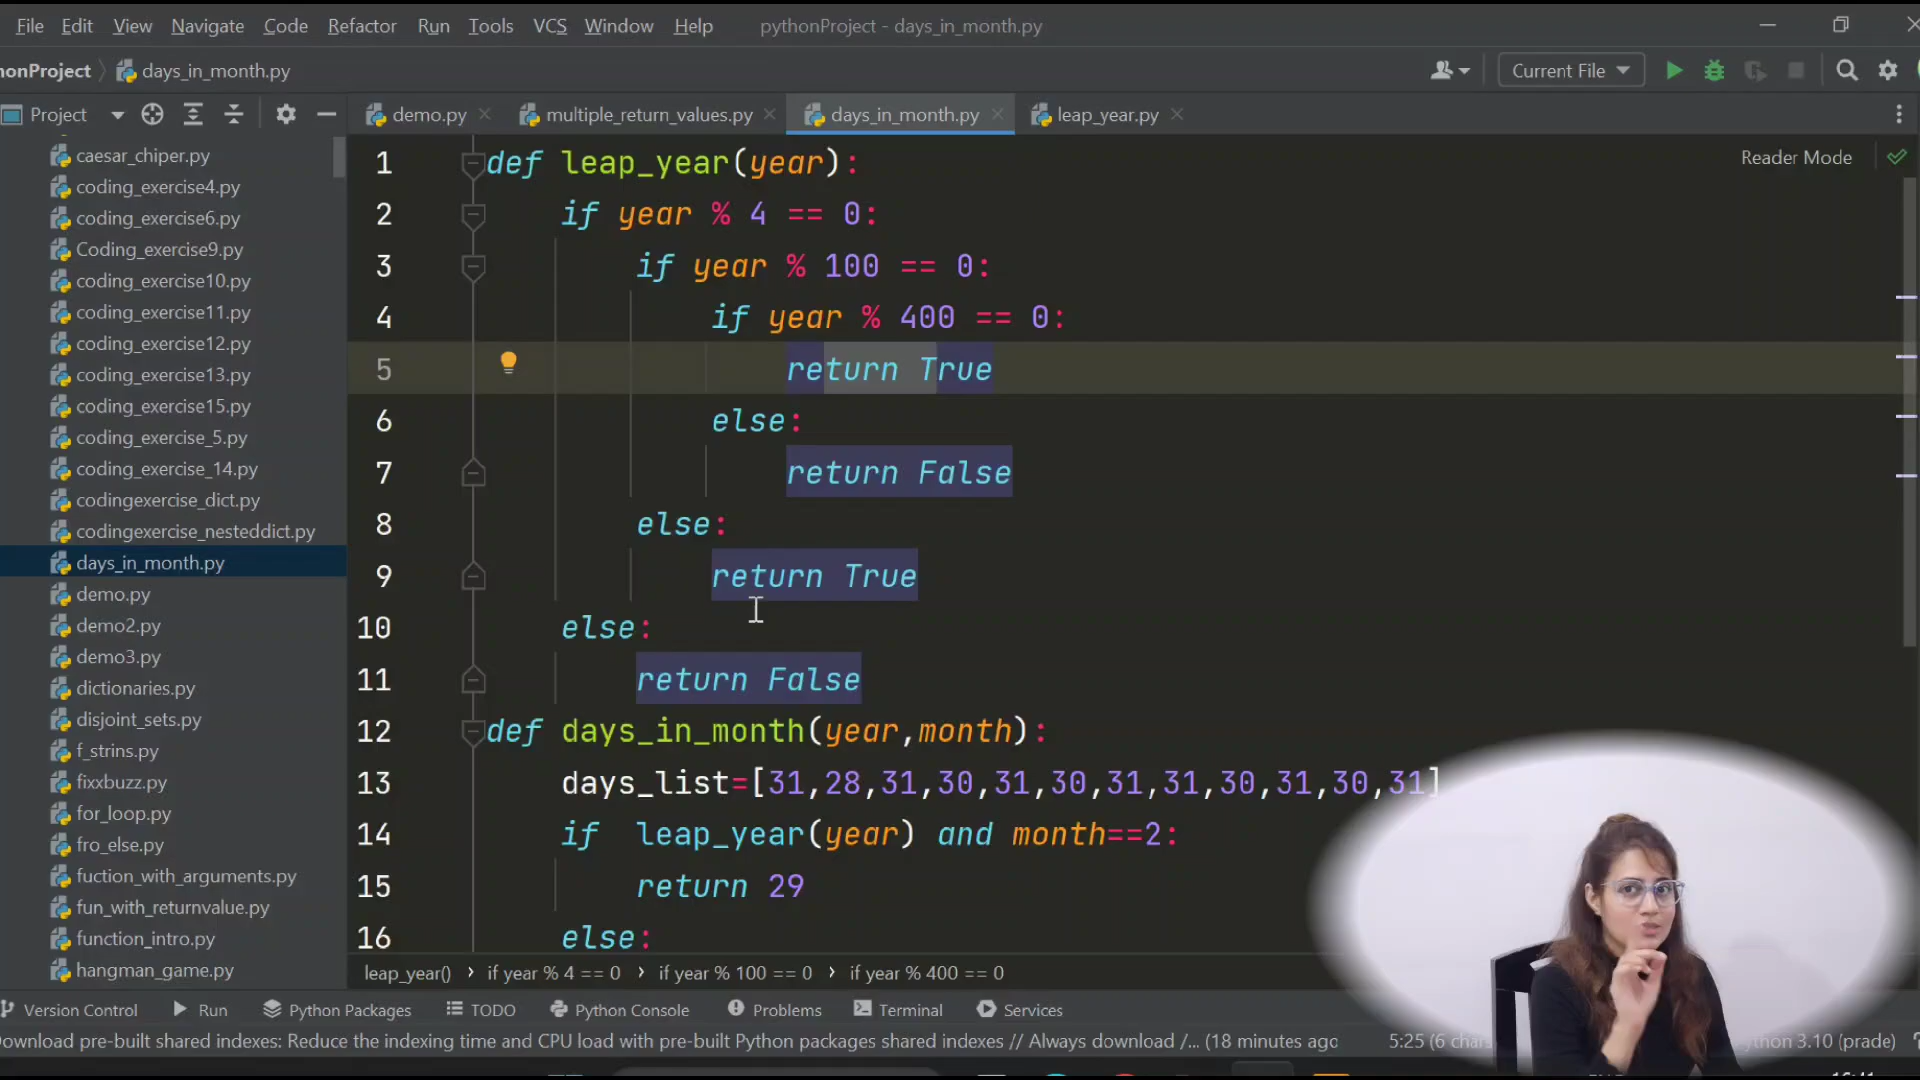 File Edit View Navigate Code Refactor Run Tools VCS Window Help pythonProject - days_in_month.py
honProject days_in_month.py Current File
Project demo.py multiple_return_values.py days_in_month.py leap_year.py
Reader Mode
caesar_chiper.py
coding_exercise4.py
coding_exercise6.py
Coding_exercise9.py
coding_exercise10.py
coding_exercise11.py
coding_exercise12.py
coding_exercise13.py
coding_exercise15.py
coding_exercise_5.py
coding_exercise_14.py
codingexercise_dict.py
codingexercise_nesteddict.py
days_in_month.py
demo.py
demo2.py
demo3.py
dictionaries.py
disjoint_sets.py
f_strins.py
fixxbuzz.py
for_loop.py
fro_else.py
fuction_with_arguments.py
fun_with_returnvalue.py
function_intro.py
hangman_game.py
1 def leap_year(year):
2 if year % 4 == 0:
3 if year % 100 == 0:
4 if year % 400 == 0:
5 return True
6 else:
7 return False
8 else:
9 return True
10 else:
11 return False
12 def days_in_month(year,month):
13 days_list=[31,28,31,30,31,30,31,31,30,31,30,31]
14 if leap_year(year) and month==2:
15 return 29
16 else:
leap_year() if year % 4 == 0 if year % 100 == 0 if year % 400 == 0
Version Control Run Python Packages TODO Python Console Problems Terminal Services
Download pre-built shared indexes: Reduce the indexing time and CPU load with pre-built Python packages shared indexes // Always download /... (18 minutes ago 5:25 (6 chars ython 3.10 (prade)